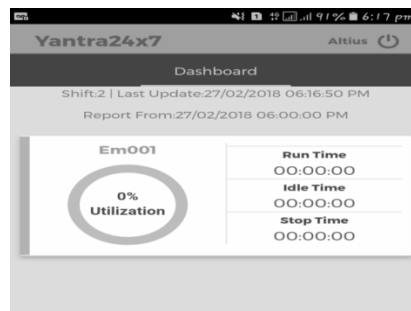 91% 6:17 pm
Yantra24x7
Altius
Dashboard
Shift:2 | Last Update:27/02/2018 06:16:50 PM
Report From:27/02/2018 06:00:00 PM
Em001
0%
Utilization
Run Time
00:00:00
Idle Time
00:00:00
Stop Time
00:00:00